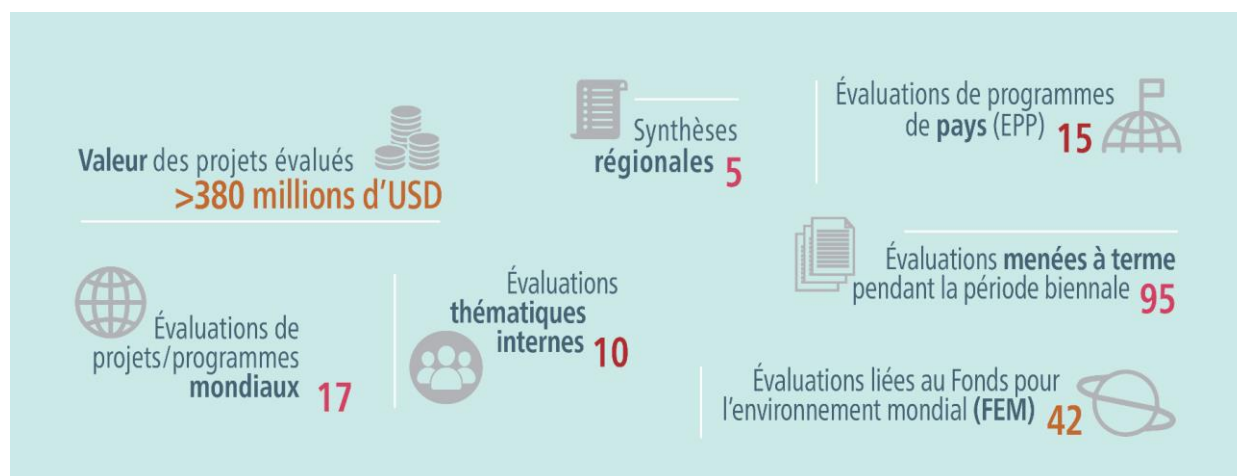 Valeur des projets évalués
>380 millions d’USD
Synthèses
régionales 5
Évaluations de programmes
de pays (EPP) 15
Évaluations de
projets/programmes
mondiaux 17
Évaluations
thématiques
internes 10
Évaluations menées à terme
pendant la période biennale 95
Évaluations liées au Fonds pour
l'environnement mondial (FEM) 42